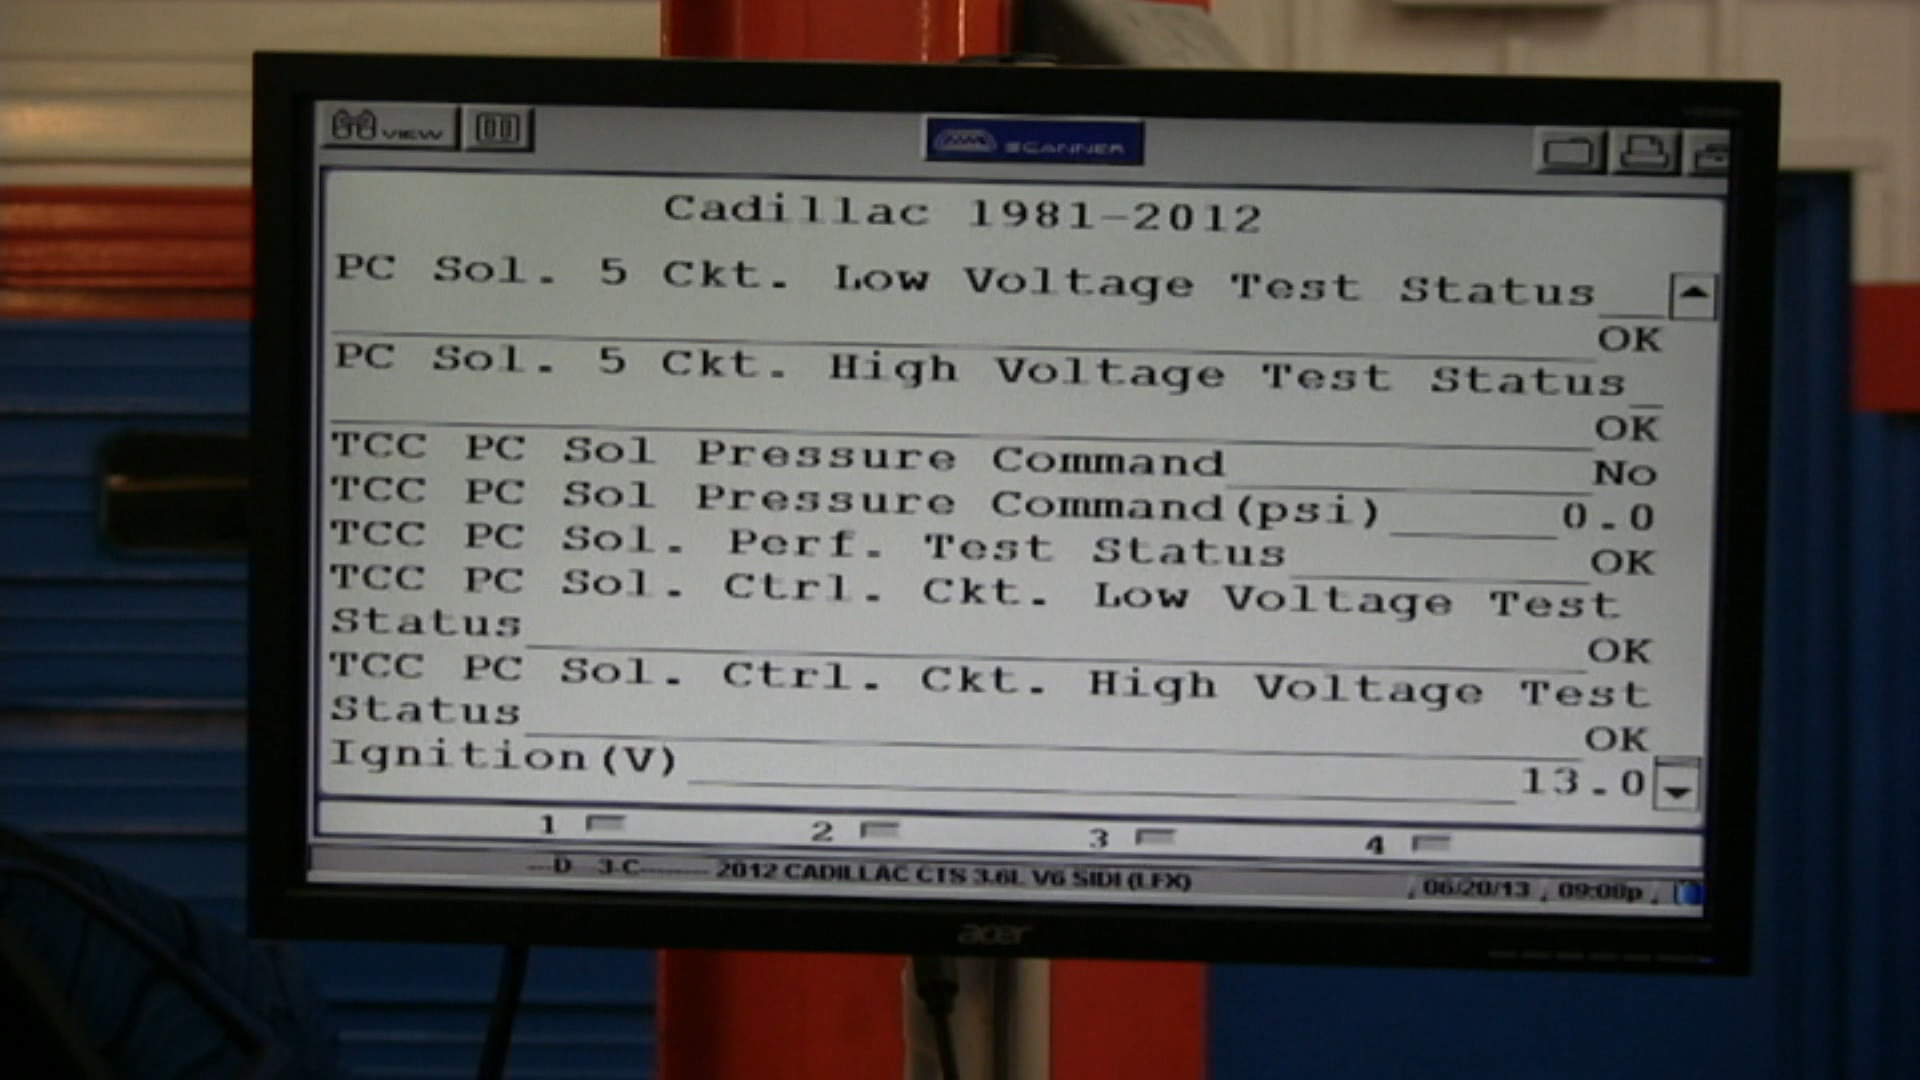 VIEW
SCANNER
Cadillac 1981-2012
PC Sol. 5 Ckt. Low Voltage Test Status
OK
PC Sol. 5 Ckt. High Voltage Test Status
OK
TCC PC Sol Pressure Command No
TCC PC Sol Pressure Command(psi) 0.0
TCC PC Sol. Perf. Test Status OK
TCC PC Sol. Ctrl. Ckt. Low Voltage Test
Status OK
TCC PC Sol. Ctrl. Ckt. High Voltage Test
Status OK
Ignition(V) 13.0
1 2 3 4
---D 3-C-------- 2012 CADILLAC CTS 3.6L V6 SIDI (LFX) , 06/20/13 , 09:08p ,
acer